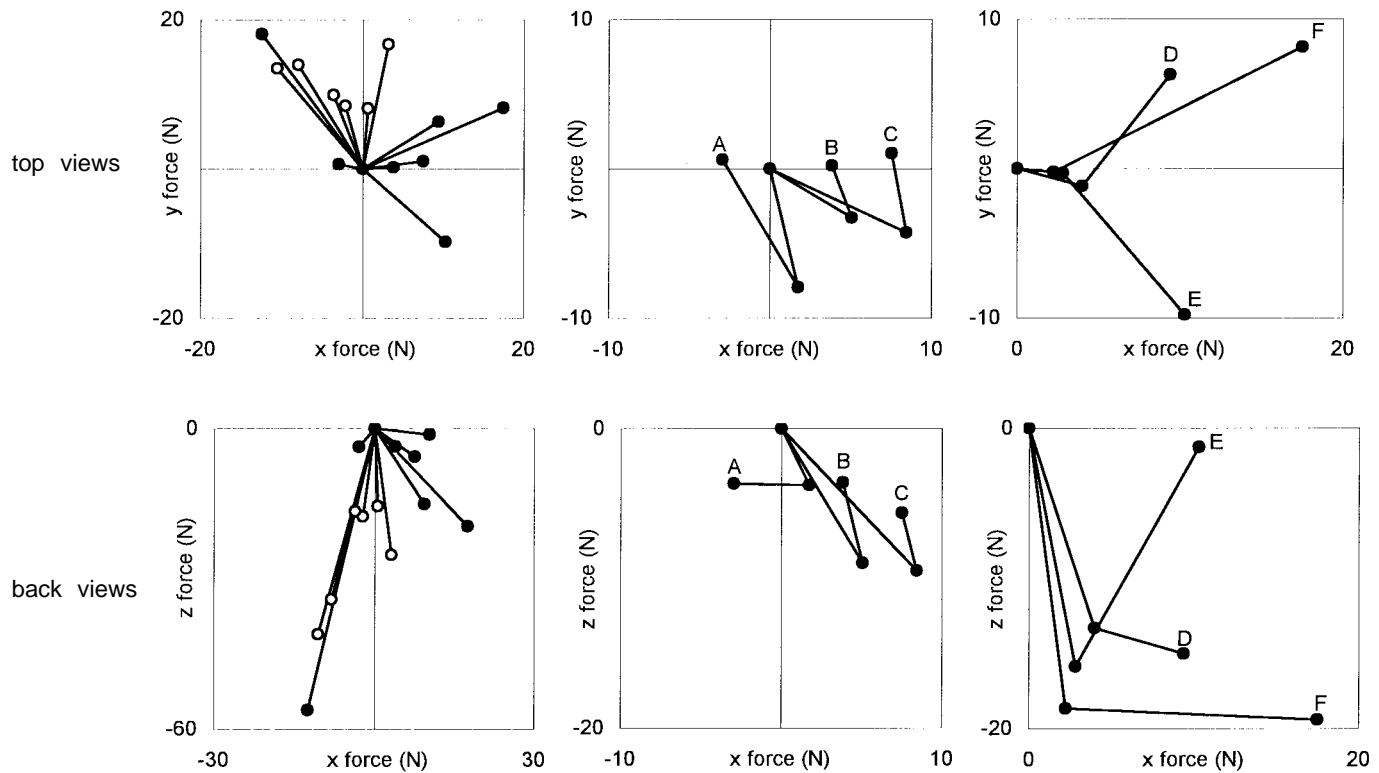 top views
20
y force (N)
-20
-20 x force (N) 20
10
y force (N)
-10
-10 x force (N) 10
A
B
C
10
y force (N)
-10
0 x force (N) 20
D
F
E
back views
0
z force (N)
-60
-30 x force (N) 30
0
z force (N)
-20
-10 x force (N) 10
A
B
C
0
z force (N)
-20
0 x force (N) 20
E
D
F